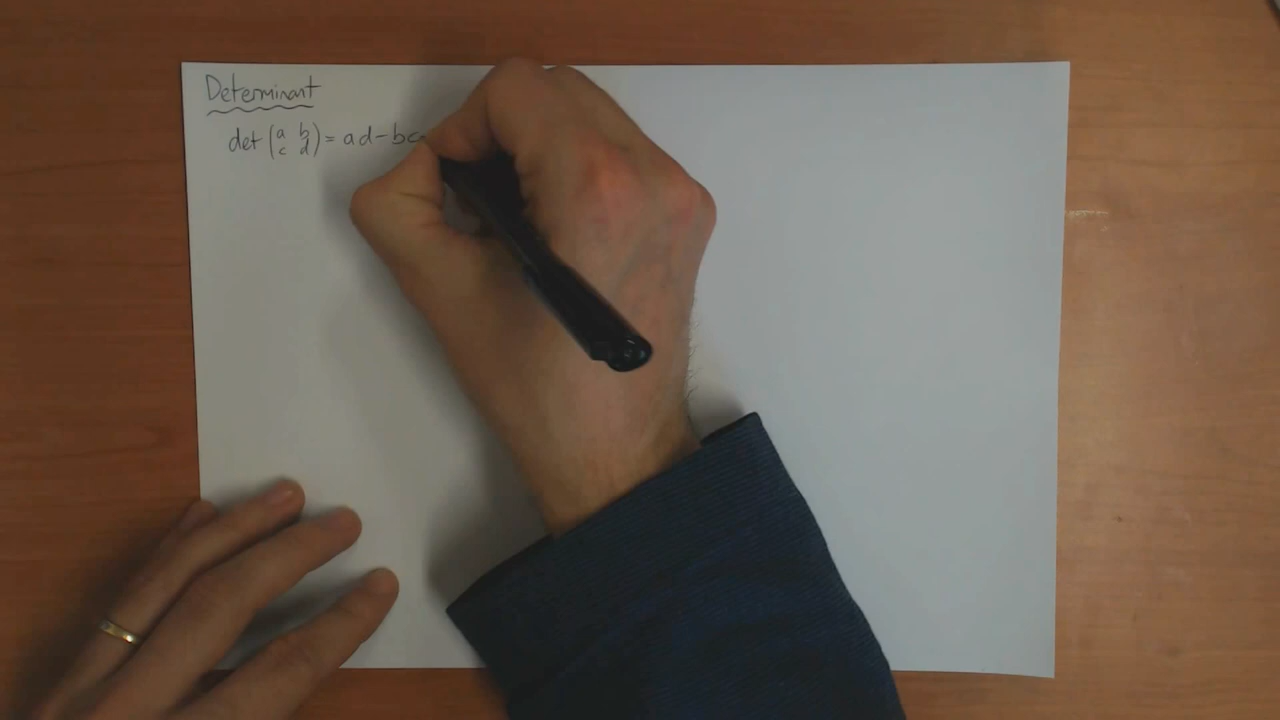 Determinant
det (a b c d) = ad - bc